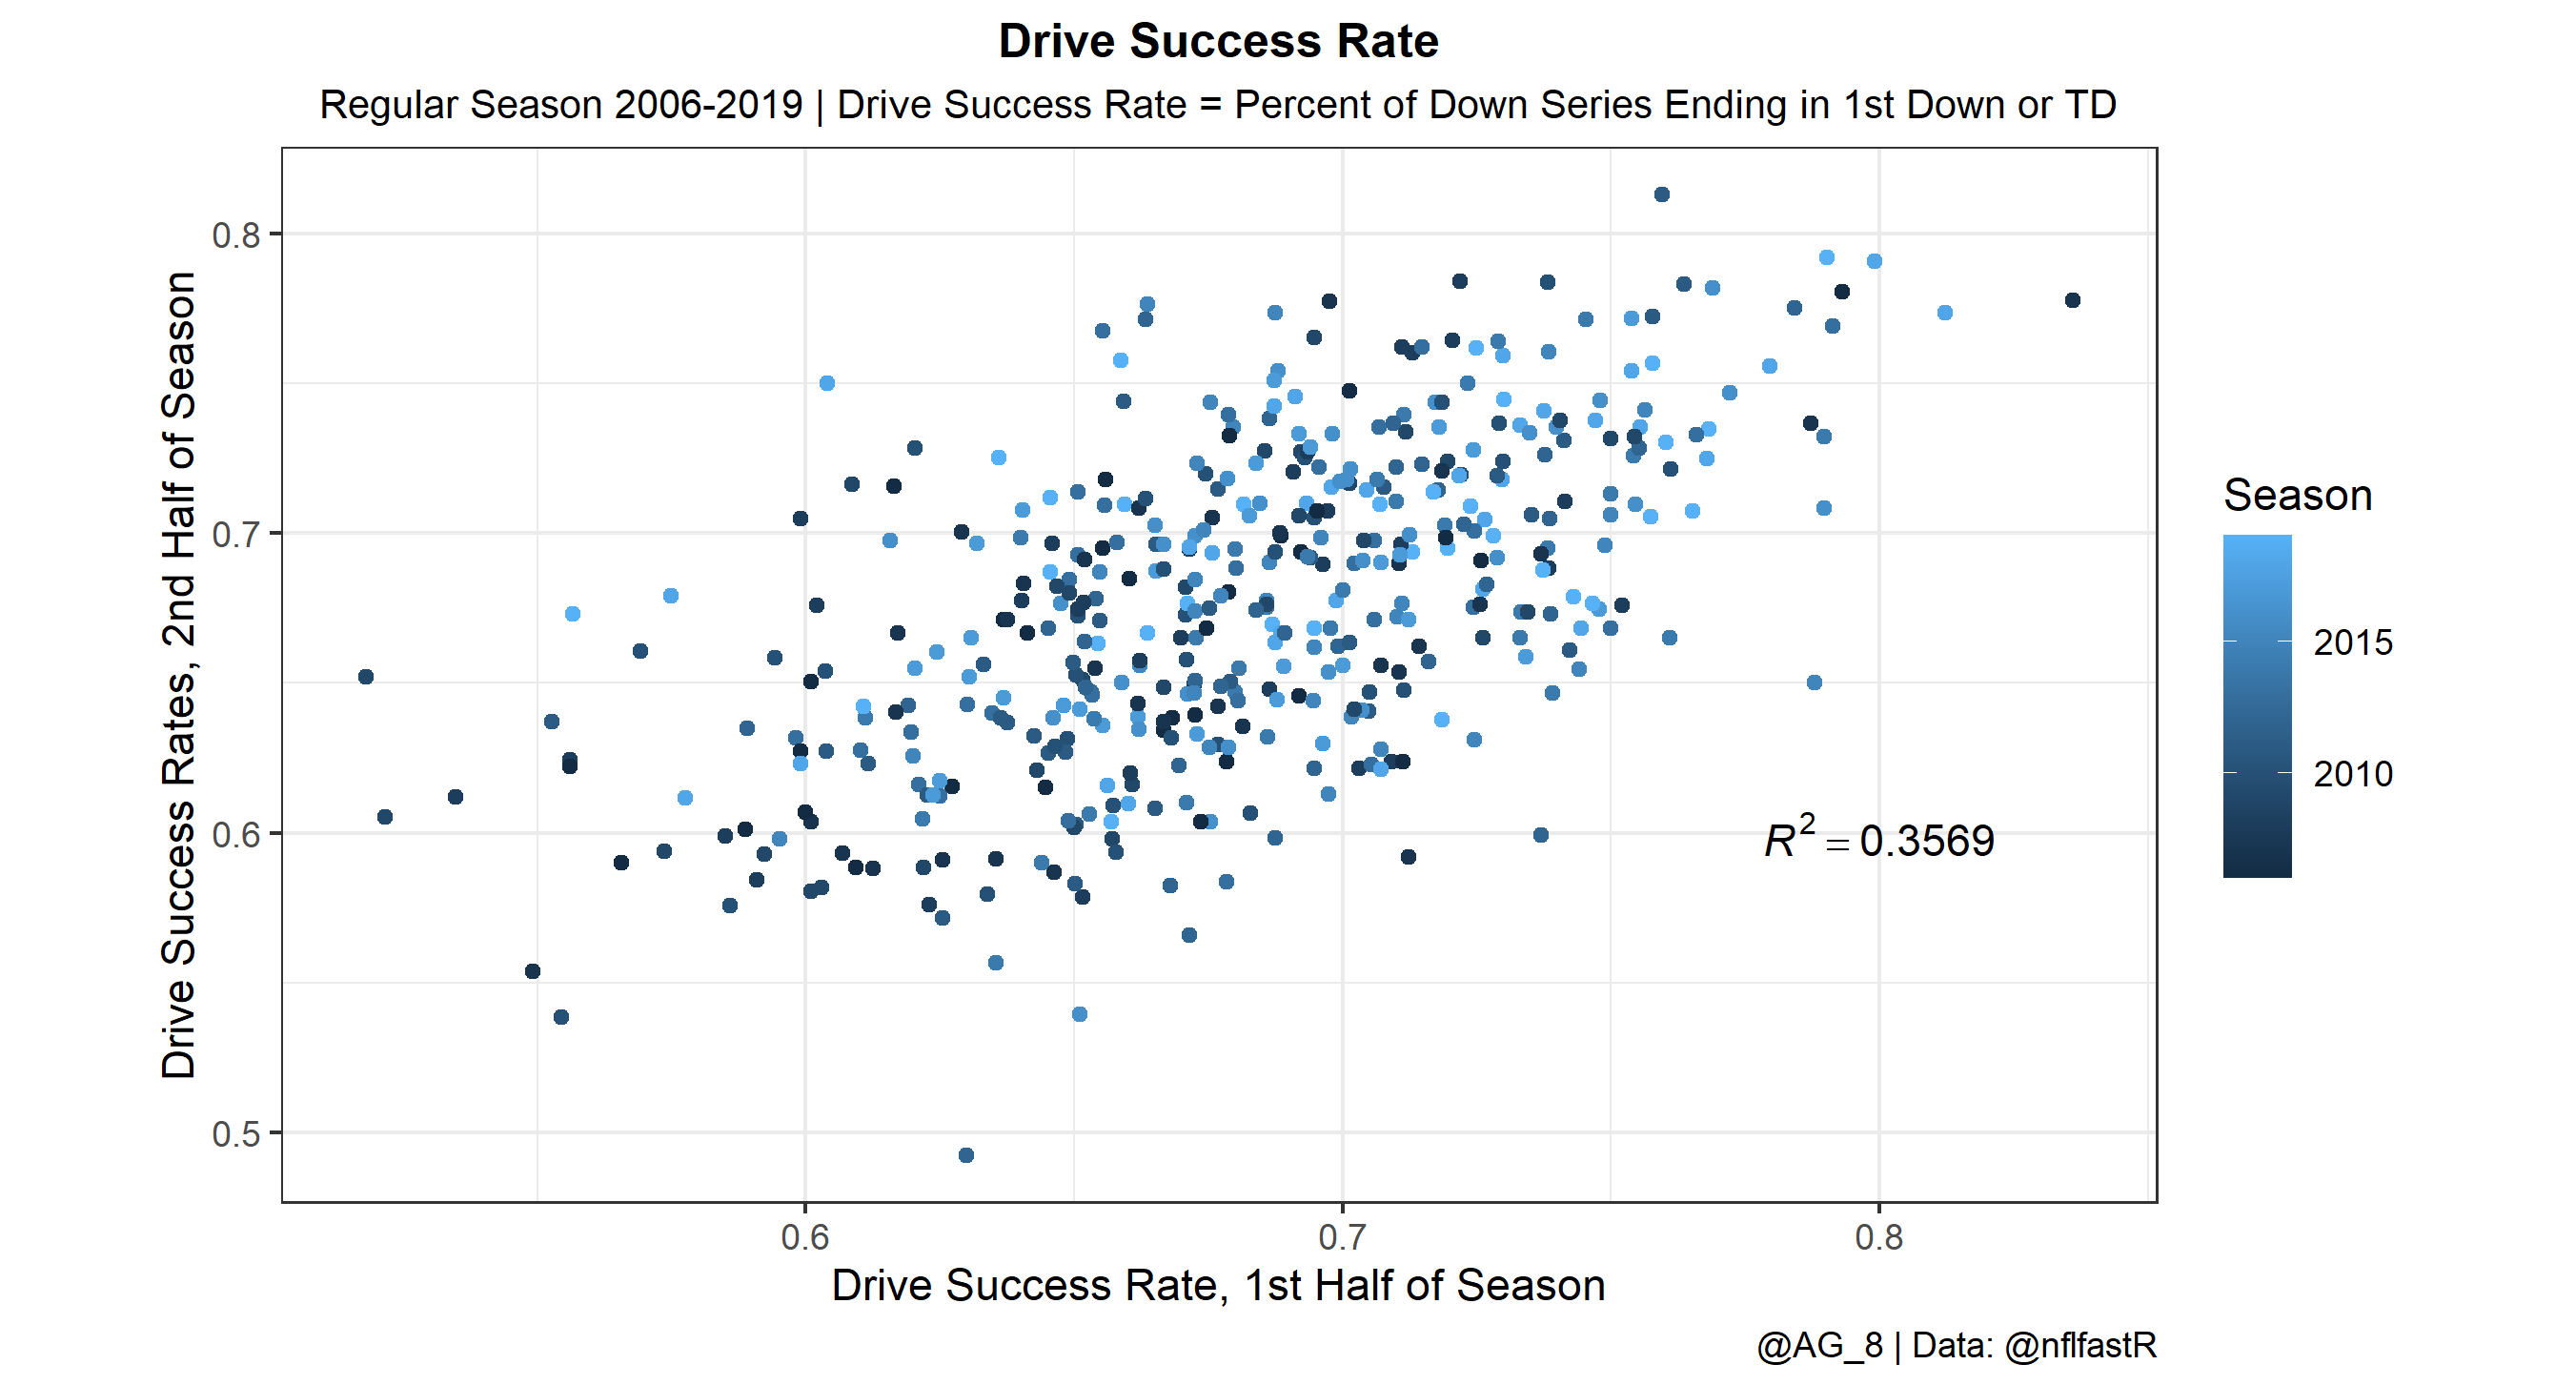 Drive Success Rate
Regular Season 2006-2019 | Drive Success Rate = Percent of Down Series Ending in 1st Down or TD
Drive Success Rates, 2nd Half of Season
0.8
0.7
0.6
0.5
R² = 0.3569
Season
2015
2010
0.6 0.7 0.8
Drive Success Rate, 1st Half of Season
@AG_8 | Data: @nflfastR